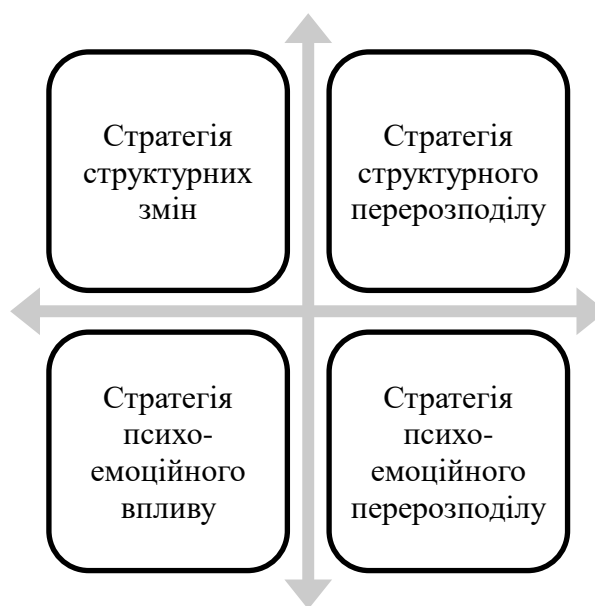 Стратегія
структурних
змін
Стратегія
структурного
перерозподілу
Стратегія
психо-
емоційного
впливу
Стратегія
психо-
емоційного
перерозподілу